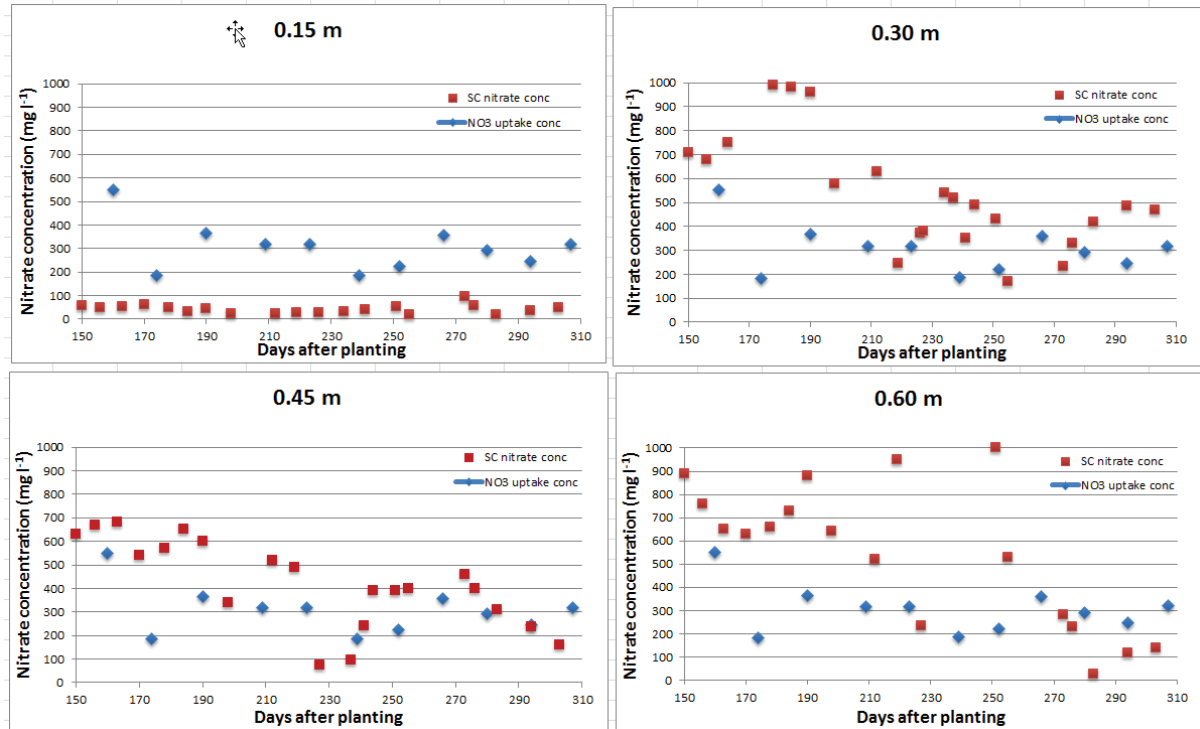 0.15 m
Nitrate concentration (mg l-1)
1000
900
800
700
600
500
400
300
200
100
0
SC nitrate conc
NO3 uptake conc
150 170 190 210 230 250 270 290 310
Days after planting
0.30 m
Nitrate concentration (mg l-1)
1000
900
800
700
600
500
400
300
200
100
0
SC nitrate conc
NO3 uptake conc
150 170 190 210 230 250 270 290 310
Days after planting
0.45 m
Nitrate concentration (mg l-1)
1000
900
800
700
600
500
400
300
200
100
0
SC nitrate conc
NO3 uptake conc
150 170 190 210 230 250 270 290 310
Days after planting
0.60 m
Nitrate concentration (mg l-1)
1000
900
800
700
600
500
400
300
200
100
0
SC nitrate conc
NO3 uptake conc
150 170 190 210 230 250 270 290 310
Days after planting